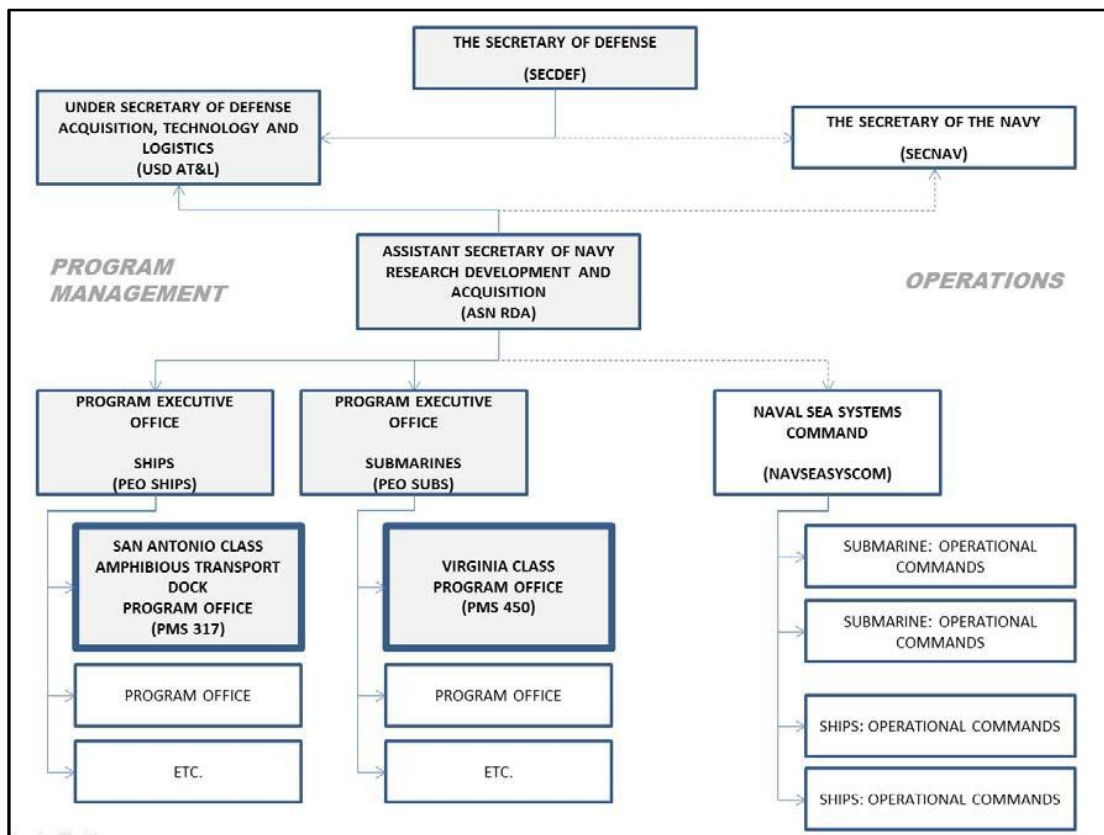 THE SECRETARY OF DEFENSE
(SECDEF)
UNDER SECRETARY OF DEFENSE
ACQUISITION, TECHNOLOGY AND
LOGISTICS
(USD AT&L)
THE SECRETARY OF THE NAVY
(SECNAV)
ASSISTANT SECRETARY OF NAVY
RESEARCH DEVELOPMENT AND
ACQUISITION
(ASN RDA)
PROGRAM
MANAGEMENT
OPERATIONS
PROGRAM EXECUTIVE
OFFICE
SHIPS
(PEO SHIPS)
PROGRAM EXECUTIVE
OFFICE
SUBMARINES
(PEO SUBS)
NAVAL SEA SYSTEMS
COMMAND
(NAVSEASYSCOM)
SAN ANTONIO CLASS
AMPHIBIOUS TRANSPORT
DOCK
PROGRAM OFFICE
(PMS 317)
PROGRAM OFFICE
ETC.
VIRGINIA CLASS
PROGRAM OFFICE
(PMS 450)
PROGRAM OFFICE
ETC.
SUBMARINE: OPERATIONAL
COMMANDS
SUBMARINE: OPERATIONAL
COMMANDS
SHIPS: OPERATIONAL COMMANDS
SHIPS: OPERATIONAL COMMANDS